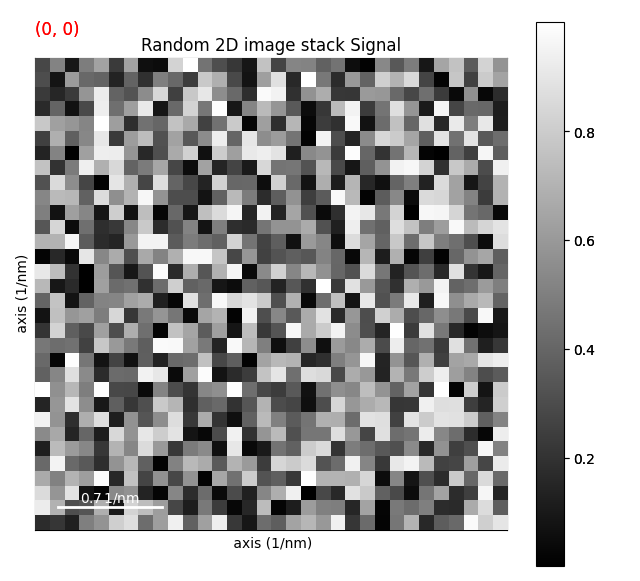 (0, 0)
Random 2D image stack Signal
0.8
0.6
0.4
0.2
axis (1/nm)
0.7 1/nm
axis (1/nm)